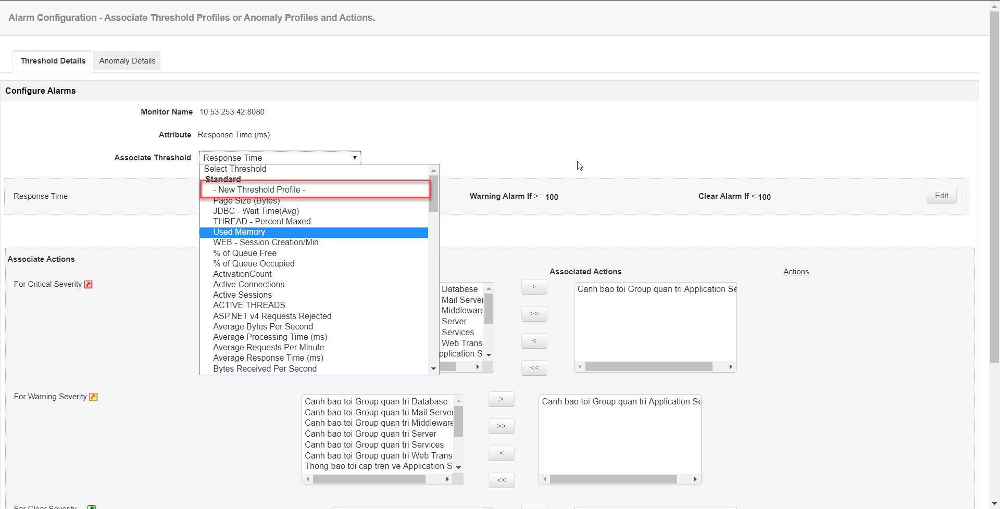 Alarm Configuration - Associate Threshold Profiles or Anomaly Profiles and Actions.
Threshold Details
Anomaly Details
Configure Alarms
Monitor Name 10.53.253.42:8080
Attribute Response Time (ms)
Associate Threshold Response Time
Select Threshold
Standard
- New Threshold Profile -
Page Size (Bytes)
JDBC - Wait Time(Avg)
THREAD - Percent Maxed
Used Memory
WEB - Session Creation/Min
% of Queue Free
% of Queue Occupied
ActivationCount
Active Connections
Active Sessions
ACTIVE THREADS
ASP.NET v4 Requests Rejected
Average Bytes Per Second
Average Processing Time (ms)
Average Requests Per Minute
Average Response Time (ms)
Bytes Received Per Second
Response Time
Warning Alarm If >= 100
Clear Alarm If < 100
Edit
Associate Actions
Associated Actions
Actions
For Critical Severity
Database
Mail Server
Middleware
Server
Services
Web Trans
pplication S
>
>>
<
<<
Canh bao toi Group quan tri Application Se
For Warning Severity
Canh bao toi Group quan tri Database
Canh bao toi Group quan tri Mail Server
Canh bao toi Group quan tri Middleware
Canh bao toi Group quan tri Server
Canh bao toi Group quan tri Services
Canh bao toi Group quan tri Web Trans
Thong bao toi cap tren ve Application S
>
>>
<
<<
Canh bao toi Group quan tri Application Se
For Clear Severity